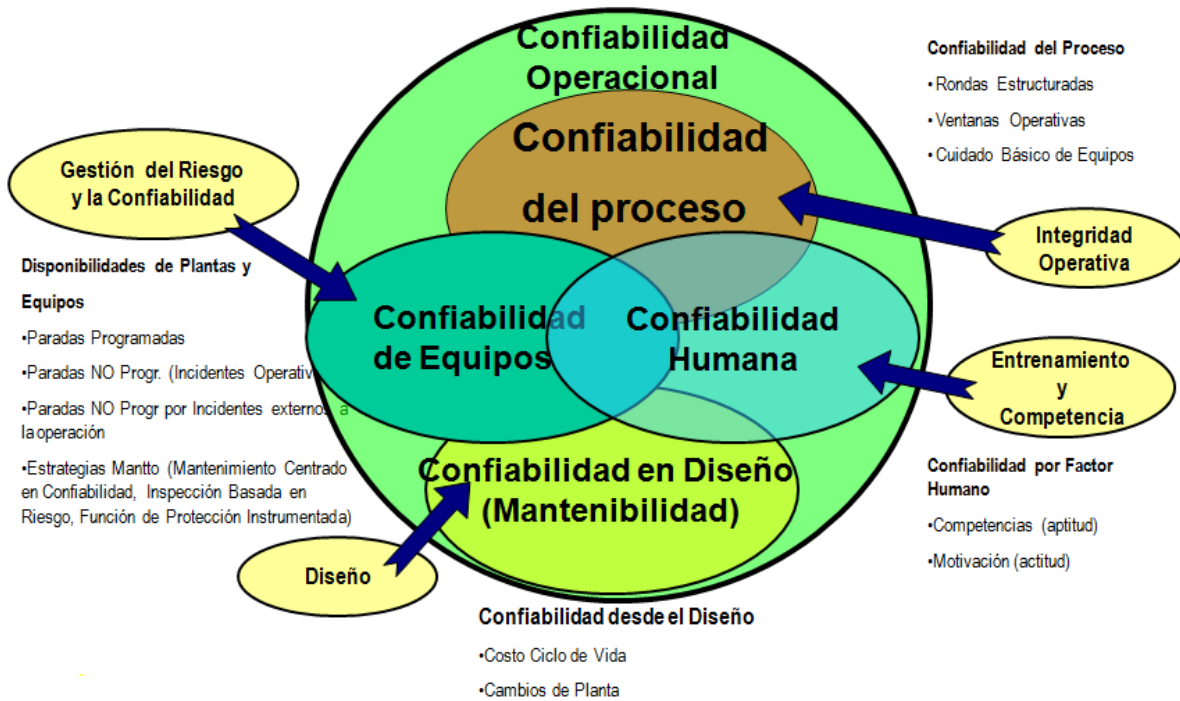 Confiabilidad
Operacional
Confiabilidad
del proceso
Confiabilidad
de Equipos
Confiabilidad
Humana
Confiabilidad en Diseño
(Mantenibilidad)
Gestión del Riesgo
y la Confiabilidad
Disponibilidades de Plantas y
Equipos
•Paradas Programadas
•Paradas NO Progr. (Incidentes Operativ
•Paradas NO Progr por Incidentes externos a
la operación
•Estrategias Mantto (Mantenimiento Centrado
en Confiabilidad, Inspección Basada en
Riesgo, Función de Protección Instrumentada)
Diseño
Confiabilidad desde el Diseño
•Costo Ciclo de Vida
•Cambios de Planta
Confiabilidad del Proceso
•Rondas Estructuradas
•Ventanas Operativas
•Cuidado Básico de Equipos
Integridad
Operativa
Entrenamiento
y
Competencia
Confiabilidad por Factor
Humano
•Competencias (aptitud)
•Motivación (actitud)